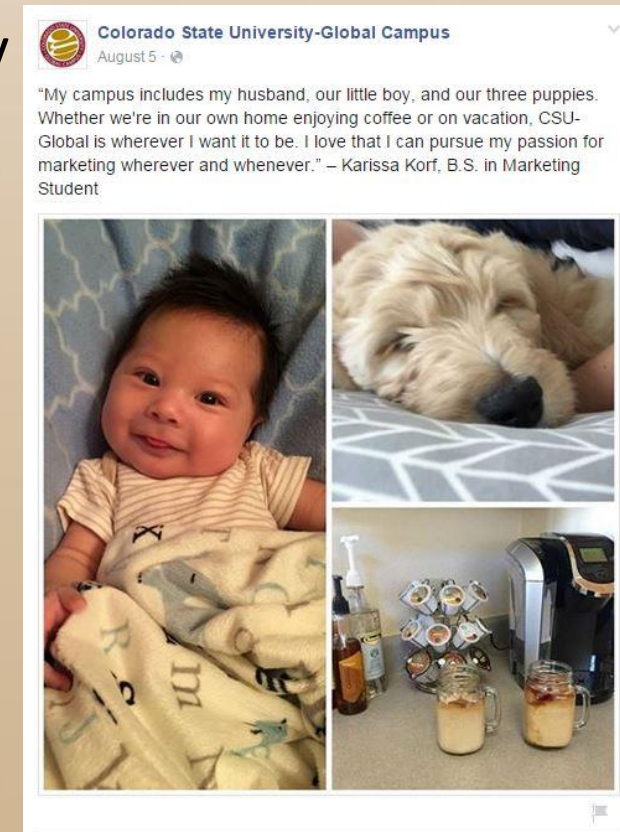 y
Colorado State University-Global Campus
August 5 ·
“My campus includes my husband, our little boy, and our three puppies.
Whether we're in our own home enjoying coffee or on vacation, CSU-
Global is wherever I want it to be. I love that I can pursue my passion for
marketing wherever and whenever.” – Karissa Korf, B.S. in Marketing
Student
X
R
S
m
J